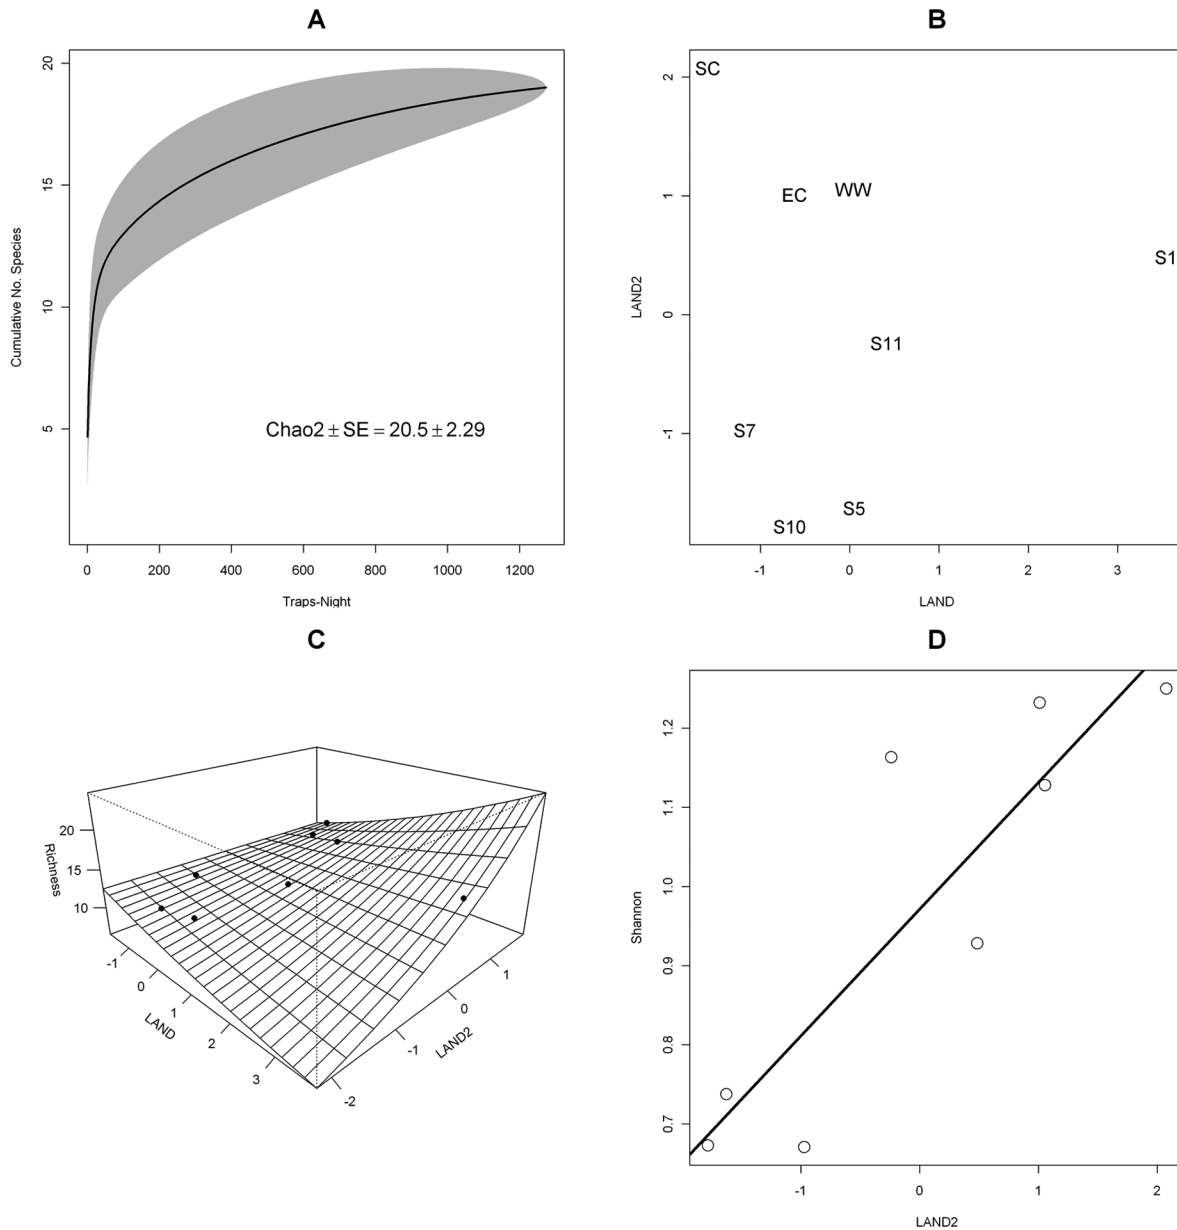 A
20
15
10
5
Cumulative No. Species
Chao2 ± SE = 20.5 ± 2.29
0 200 400 600 800 1000 1200
Traps-Night
B
2
1
0
-1
LAND2
SC
EC
WW
S1
S11
S7
S5
S10
-1 0 1 2 3
LAND
C
20
15
10
Richness
-1
0
1
2
3
LAND
-2
-1
0
1
LAND2
D
1.2
1.1
1.0
0.9
0.8
0.7
Shannon
-1 0 1 2
LAND2